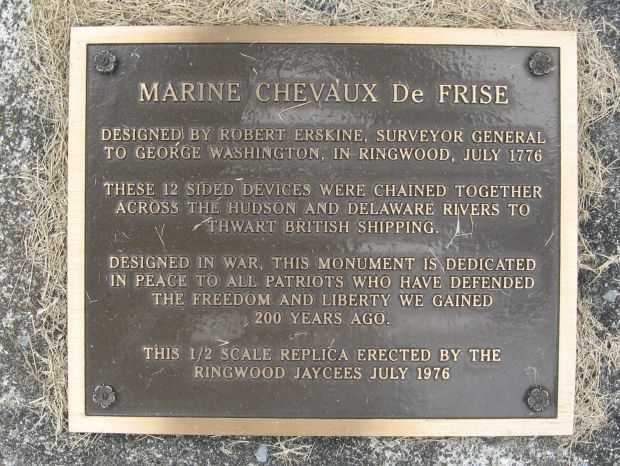 MARINE CHEVAUX De FRISE
DESIGNED BY ROBERT ERSKINE, SURVEYOR GENERAL
TO GEORGE WASHINGTON, IN RINGWOOD, JULY 1776
THESE 12 SIDED DEVICES WERE CHAINED TOGETHER
ACROSS THE HUDSON AND DELAWARE RIVERS TO
THWART BRITISH SHIPPING.
DESIGNED IN WAR, THIS MONUMENT IS DEDICATED
IN PEACE TO ALL PATRIOTS WHO HAVE DEFENDED
THE FREEDOM AND LIBERTY WE GAINED
200 YEARS AGO.
THIS 1/2 SCALE REPLICA ERECTED BY THE
RINGWOOD JAYCEES JULY 1976